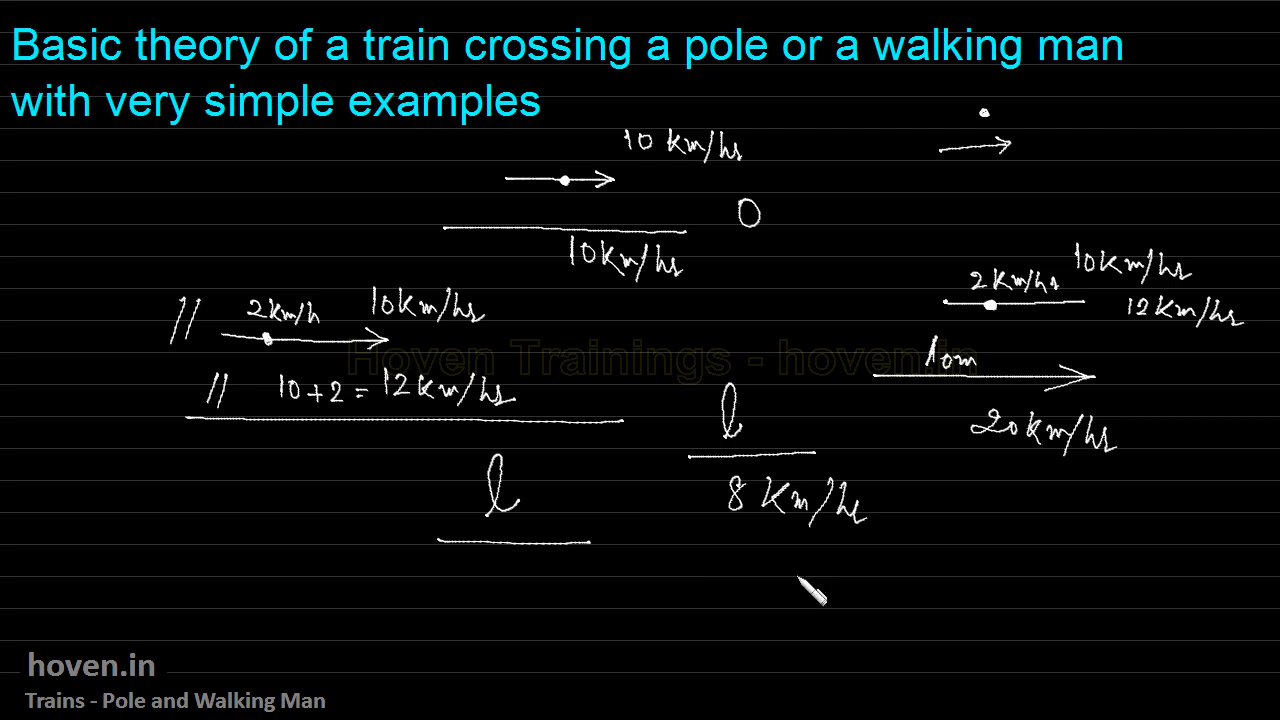 Basic theory of a train crossing a pole or a walking man
with very simple examples
10 km/hr
0
10km/hr
2km/h 10km/hr
2km/hr 10km/hr
12km/hr
Hoven Trainings - hoven.in
10m
// 10+2=12km/hr
l
20km/hr
l
8 km/hr
hoven.in
Trains - Pole and Walking Man